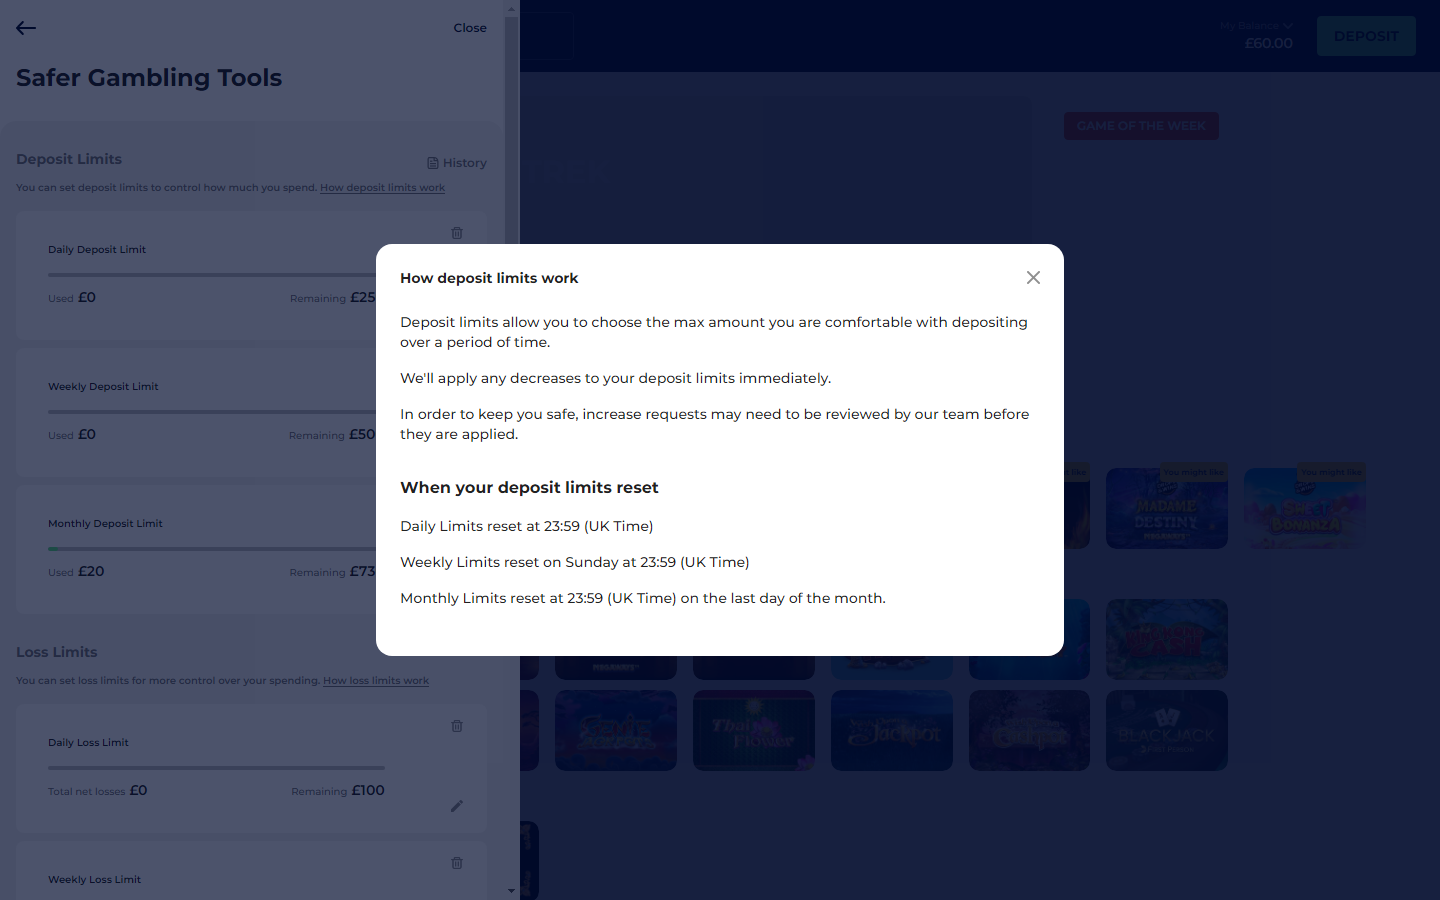 Close
Safer Gambling Tools
My Balance
£60.00
DEPOSIT
GAME OF THE WEEK
Deposit Limits
History
You can set deposit limits to control how much you spend. How deposit limits work
Daily Deposit Limit
Used £0
Remaining £25
Weekly Deposit Limit
Used £0
Remaining £50
Monthly Deposit Limit
Used £20
Remaining £73
Loss Limits
You can set loss limits for more control over your spending. How loss limits work
Daily Loss Limit
Total net losses £0
Remaining £100
Weekly Loss Limit
How deposit limits work
Deposit limits allow you to choose the max amount you are comfortable with depositing
over a period of time.
We'll apply any decreases to your deposit limits immediately.
In order to keep you safe, increase requests may need to be reviewed by our team before
they are applied.
When your deposit limits reset
Daily Limits reset at 23:59 (UK Time)
Weekly Limits reset on Sunday at 23:59 (UK Time)
Monthly Limits reset at 23:59 (UK Time) on the last day of the month.
You might like
You might like
MADAME
DESTINY
MEGAWAYS
SWEET
BONANZA
MEGAWAYS
Thai
Flower
Jackpot
BLACKJACK